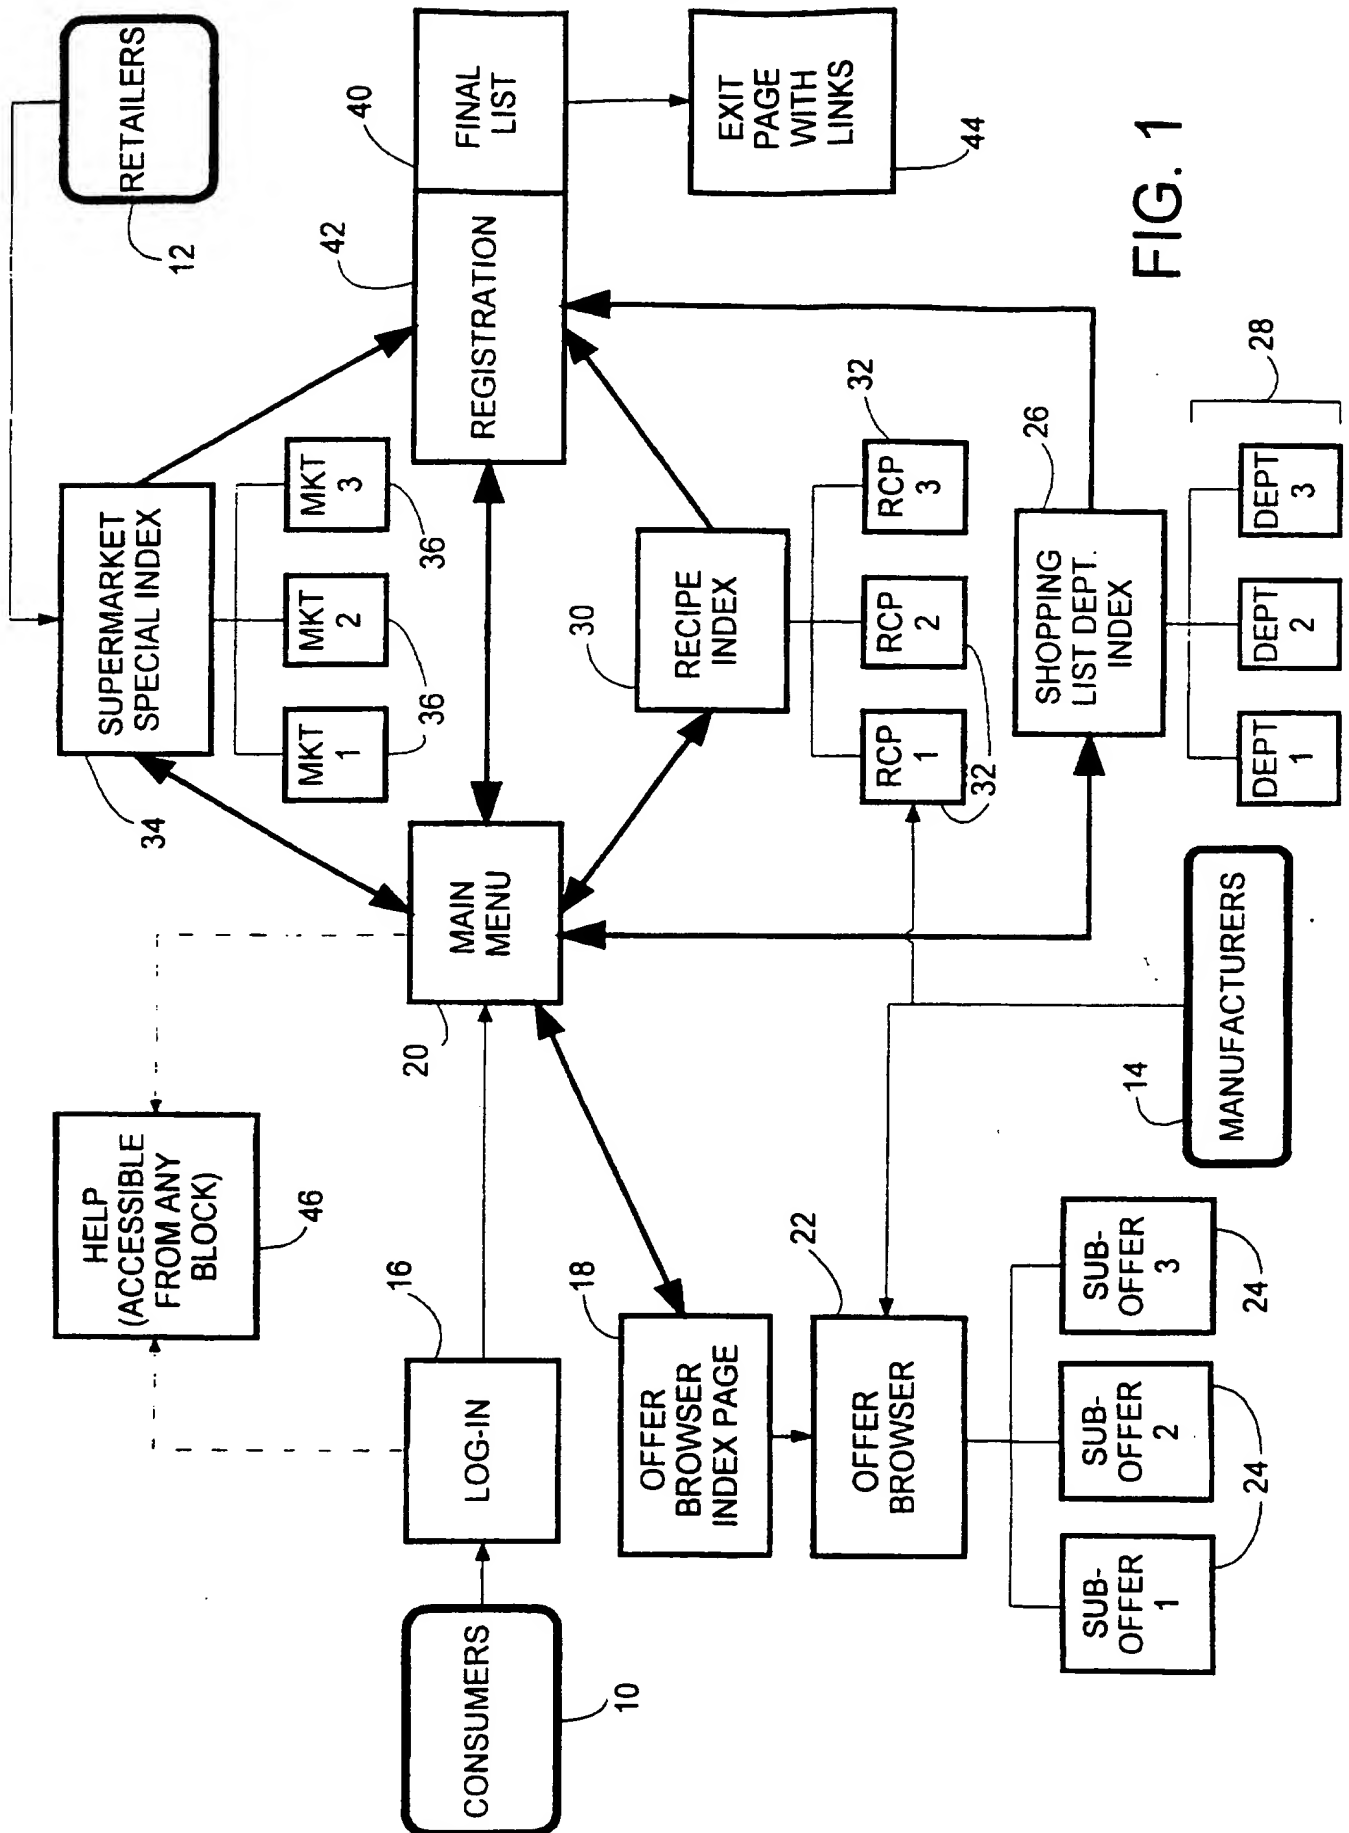 RETAILERS
12
SUPERMARKET
SPECIAL INDEX
34
MKT
1
MKT
2
MKT
3
36
36
HELP
(ACCESSIBLE
FROM ANY
BLOCK)
46
CONSUMERS
10
LOG-IN
16
MAIN
MENU
20
REGISTRATION
42
FINAL
LIST
40
EXIT
PAGE
WITH
LINKS
44
OFFER
BROWSER
INDEX PAGE
18
OFFER
BROWSER
22
SUB-
OFFER
1
SUB-
OFFER
2
SUB-
OFFER
3
24
24
RECIPE
INDEX
30
RCP
1
RCP
2
RCP
3
32
32
SHOPPING
LIST DEPT.
INDEX
26
DEPT
1
DEPT
2
DEPT
3
28
MANUFACTURERS
14
FIG. 1